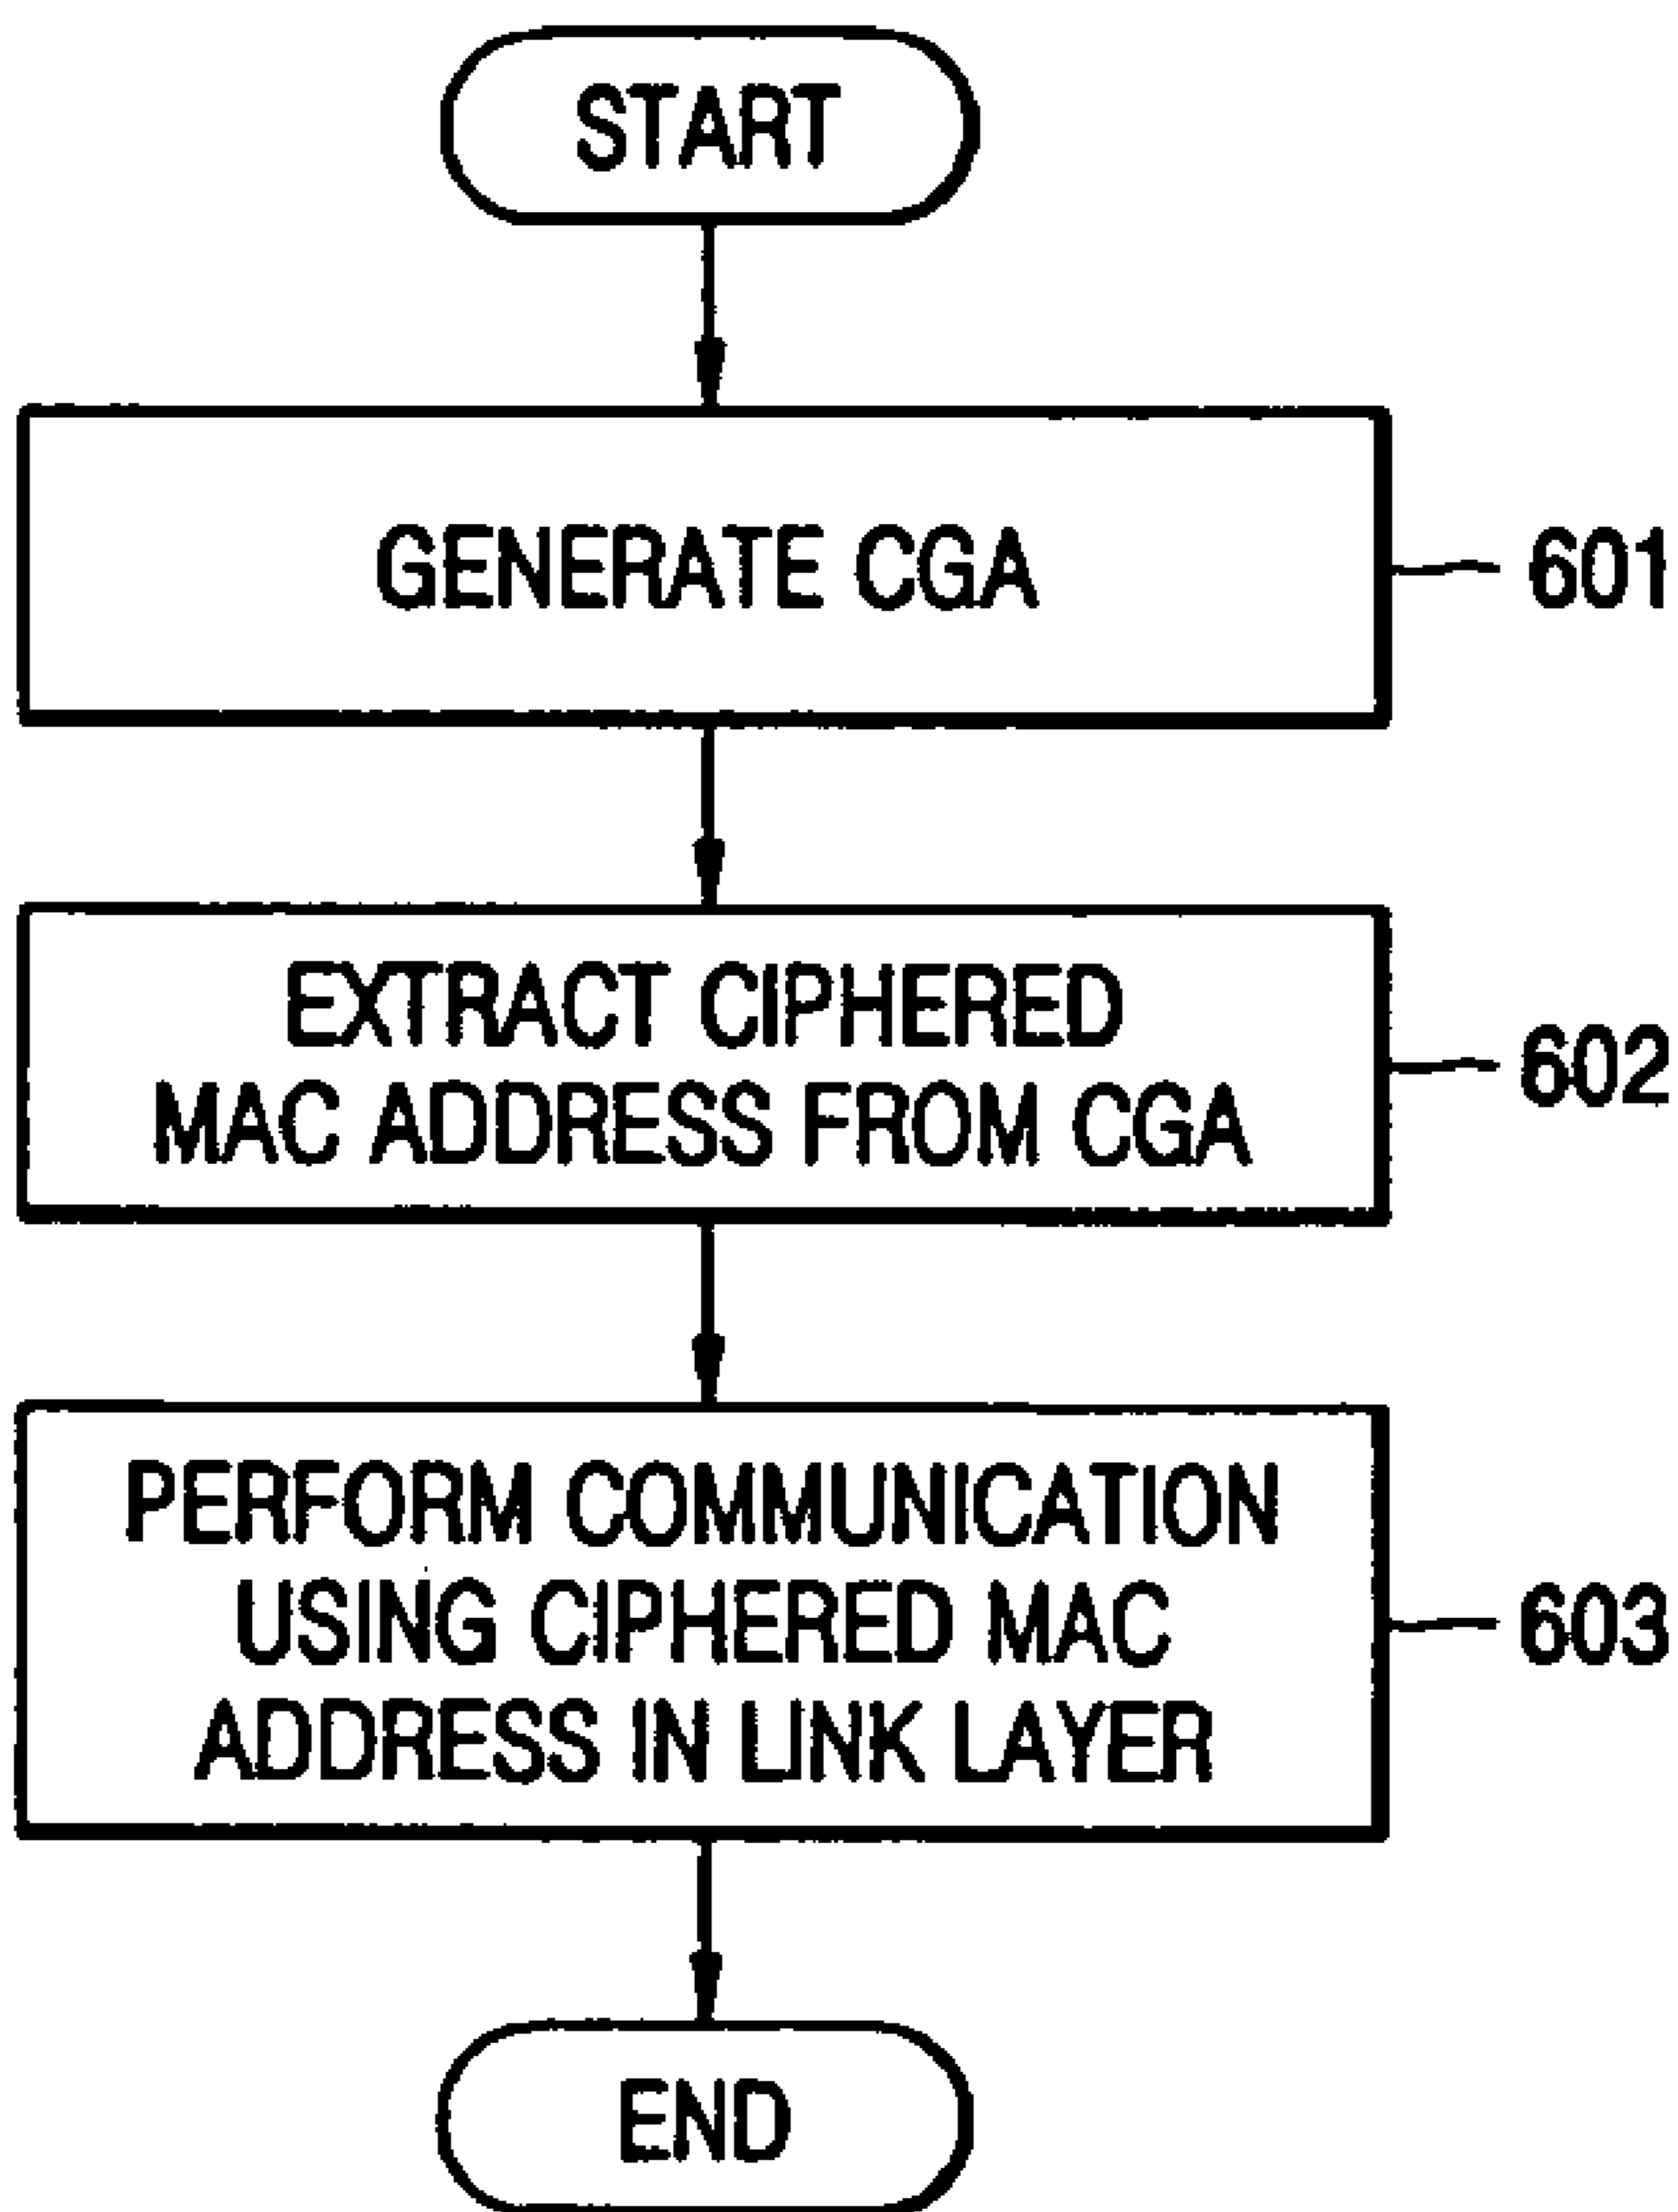 START
GENERATE CGA
601
EXTRACT CIPHERED
MAC ADDRESS FROM CGA
602
PERFORM COMMUNICATION
USING CIPHERED MAC
ADDRESS IN LINK LAYER
603
END